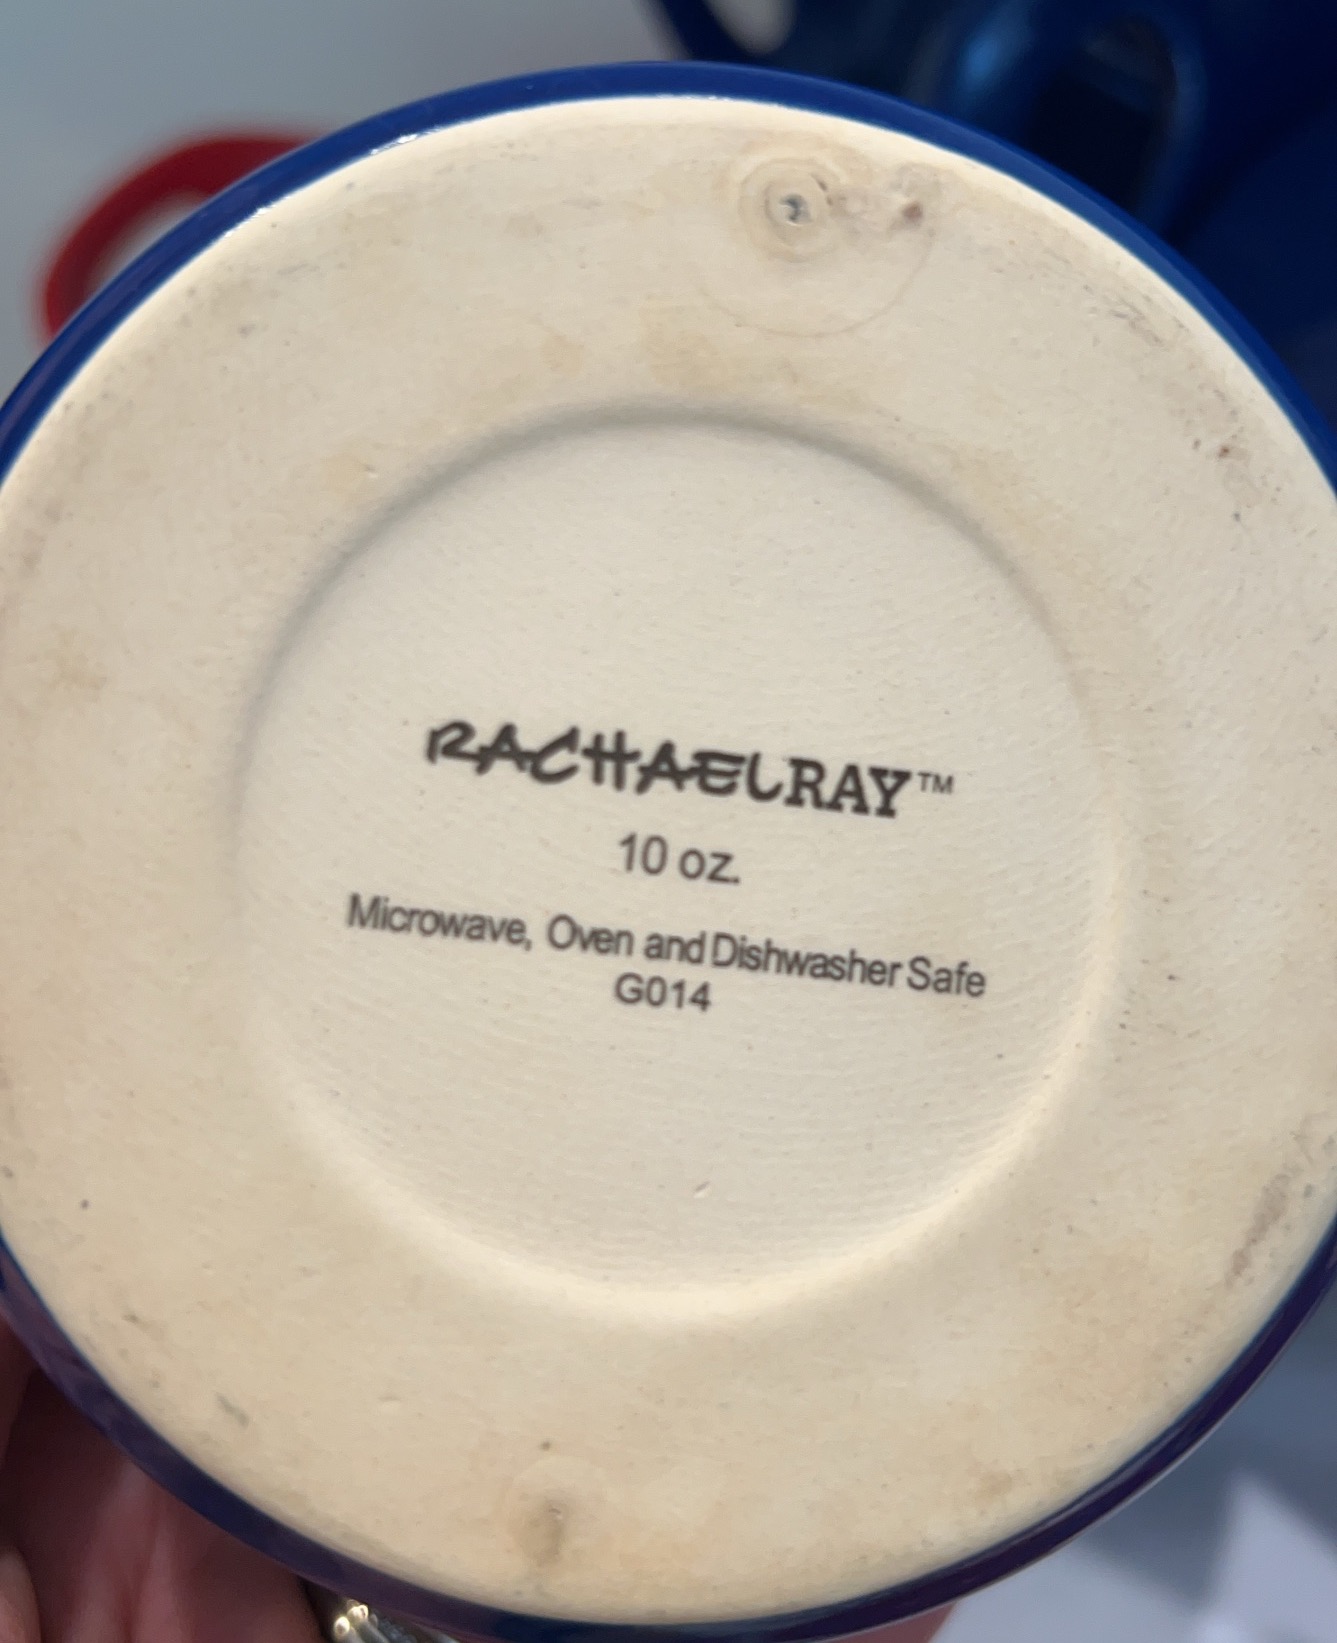 RACHAELRAY™
10 oz.
Microwave, Oven and Dishwasher Safe
G014